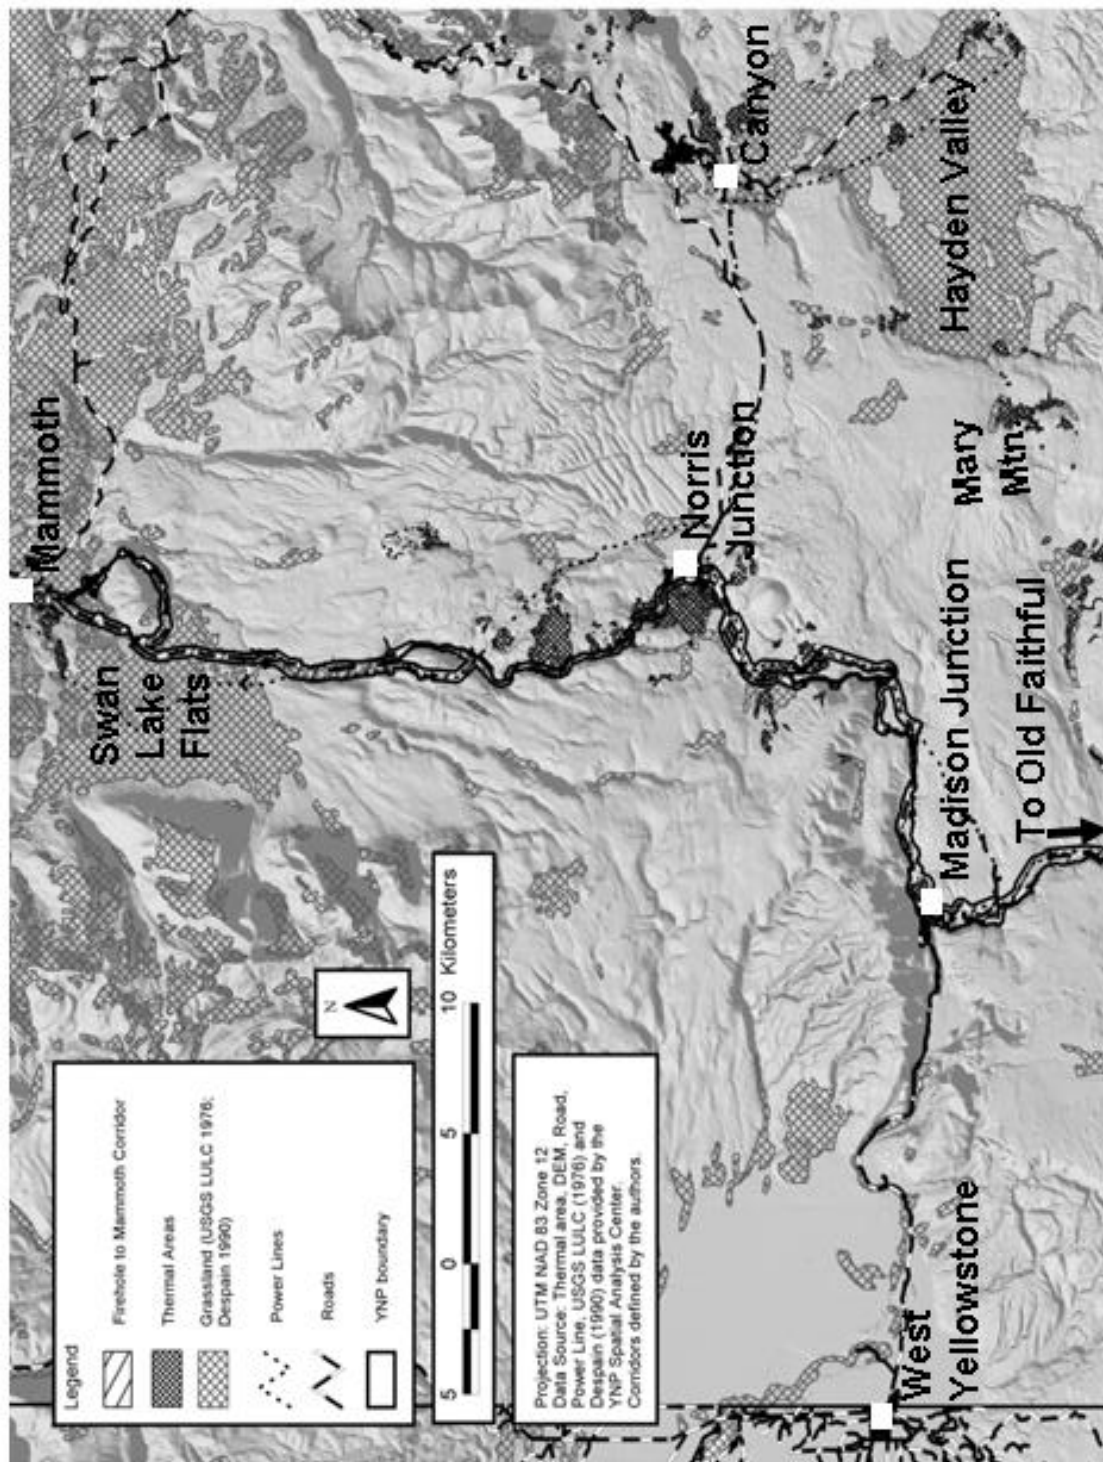 Mammoth
Swan
Lake
Flats
Norris
Junction
Canyon
Hayden Valley
Mary
Mtn.
Madison Junction
To Old Faithful
West
Yellowstone
N
Legend
Firehole to Mammoth Corridor
Thermal Areas
Grassland (USGS LULC 1976;
Despain 1990)
Power Lines
Roads
YNP boundary
5 0 5 10 Kilometers
Projection: UTM NAD 83 Zone 12
Data Source: Thermal area, DEM, Road,
Power Line, USGS LULC (1976) and
Despain (1990) data provided by the
YNP Spatial Analysis Center.
Corridors defined by the authors.